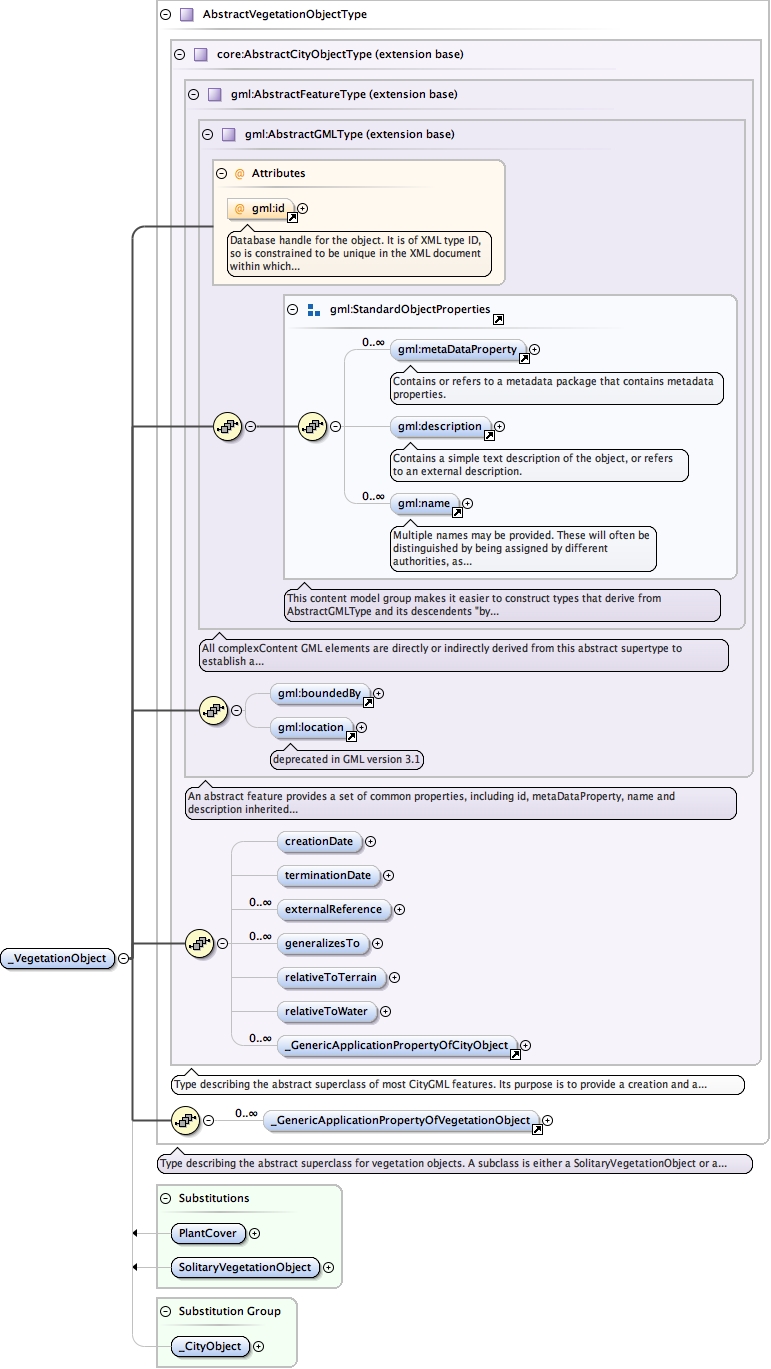 AbstractVegetationObjectType
core:AbstractCityObjectType (extension base)
gml:AbstractFeatureType (extension base)
gml:AbstractGMLType (extension base)
@ Attributes
@ gml:id
Database handle for the object. It is of XML type ID,
so is constrained to be unique in the XML document
within which...
gml:StandardObjectProperties
0..∞
gml:metaDataProperty
Contains or refers to a metadata package that contains metadata
properties.
gml:description
Contains a simple text description of the object, or refers
to an external description.
0..∞
gml:name
Multiple names may be provided. These will often be
distinguished by being assigned by different
authorities, as...
This content model group makes it easier to construct types that derive from
AbstractGMLType and its descendents "by...
All complexContent GML elements are directly or indirectly derived from this abstract supertype to
establish a...
gml:boundedBy
gml:location
deprecated in GML version 3.1
An abstract feature provides a set of common properties, including id, metaDataProperty, name and
description inherited...
creationDate
terminationDate
0..∞
externalReference
0..∞
generalizesTo
_VegetationObject
relativeToTerrain
relativeToWater
0..∞
_GenericApplicationPropertyOfCityObject
Type describing the abstract superclass of most CityGML features. Its purpose is to provide a creation and a...
0..∞
_GenericApplicationPropertyOfVegetationObject
Type describing the abstract superclass for vegetation objects. A subclass is either a SolitaryVegetationObject or a...
Substitutions
PlantCover
SolitaryVegetationObject
Substitution Group
_CityObject